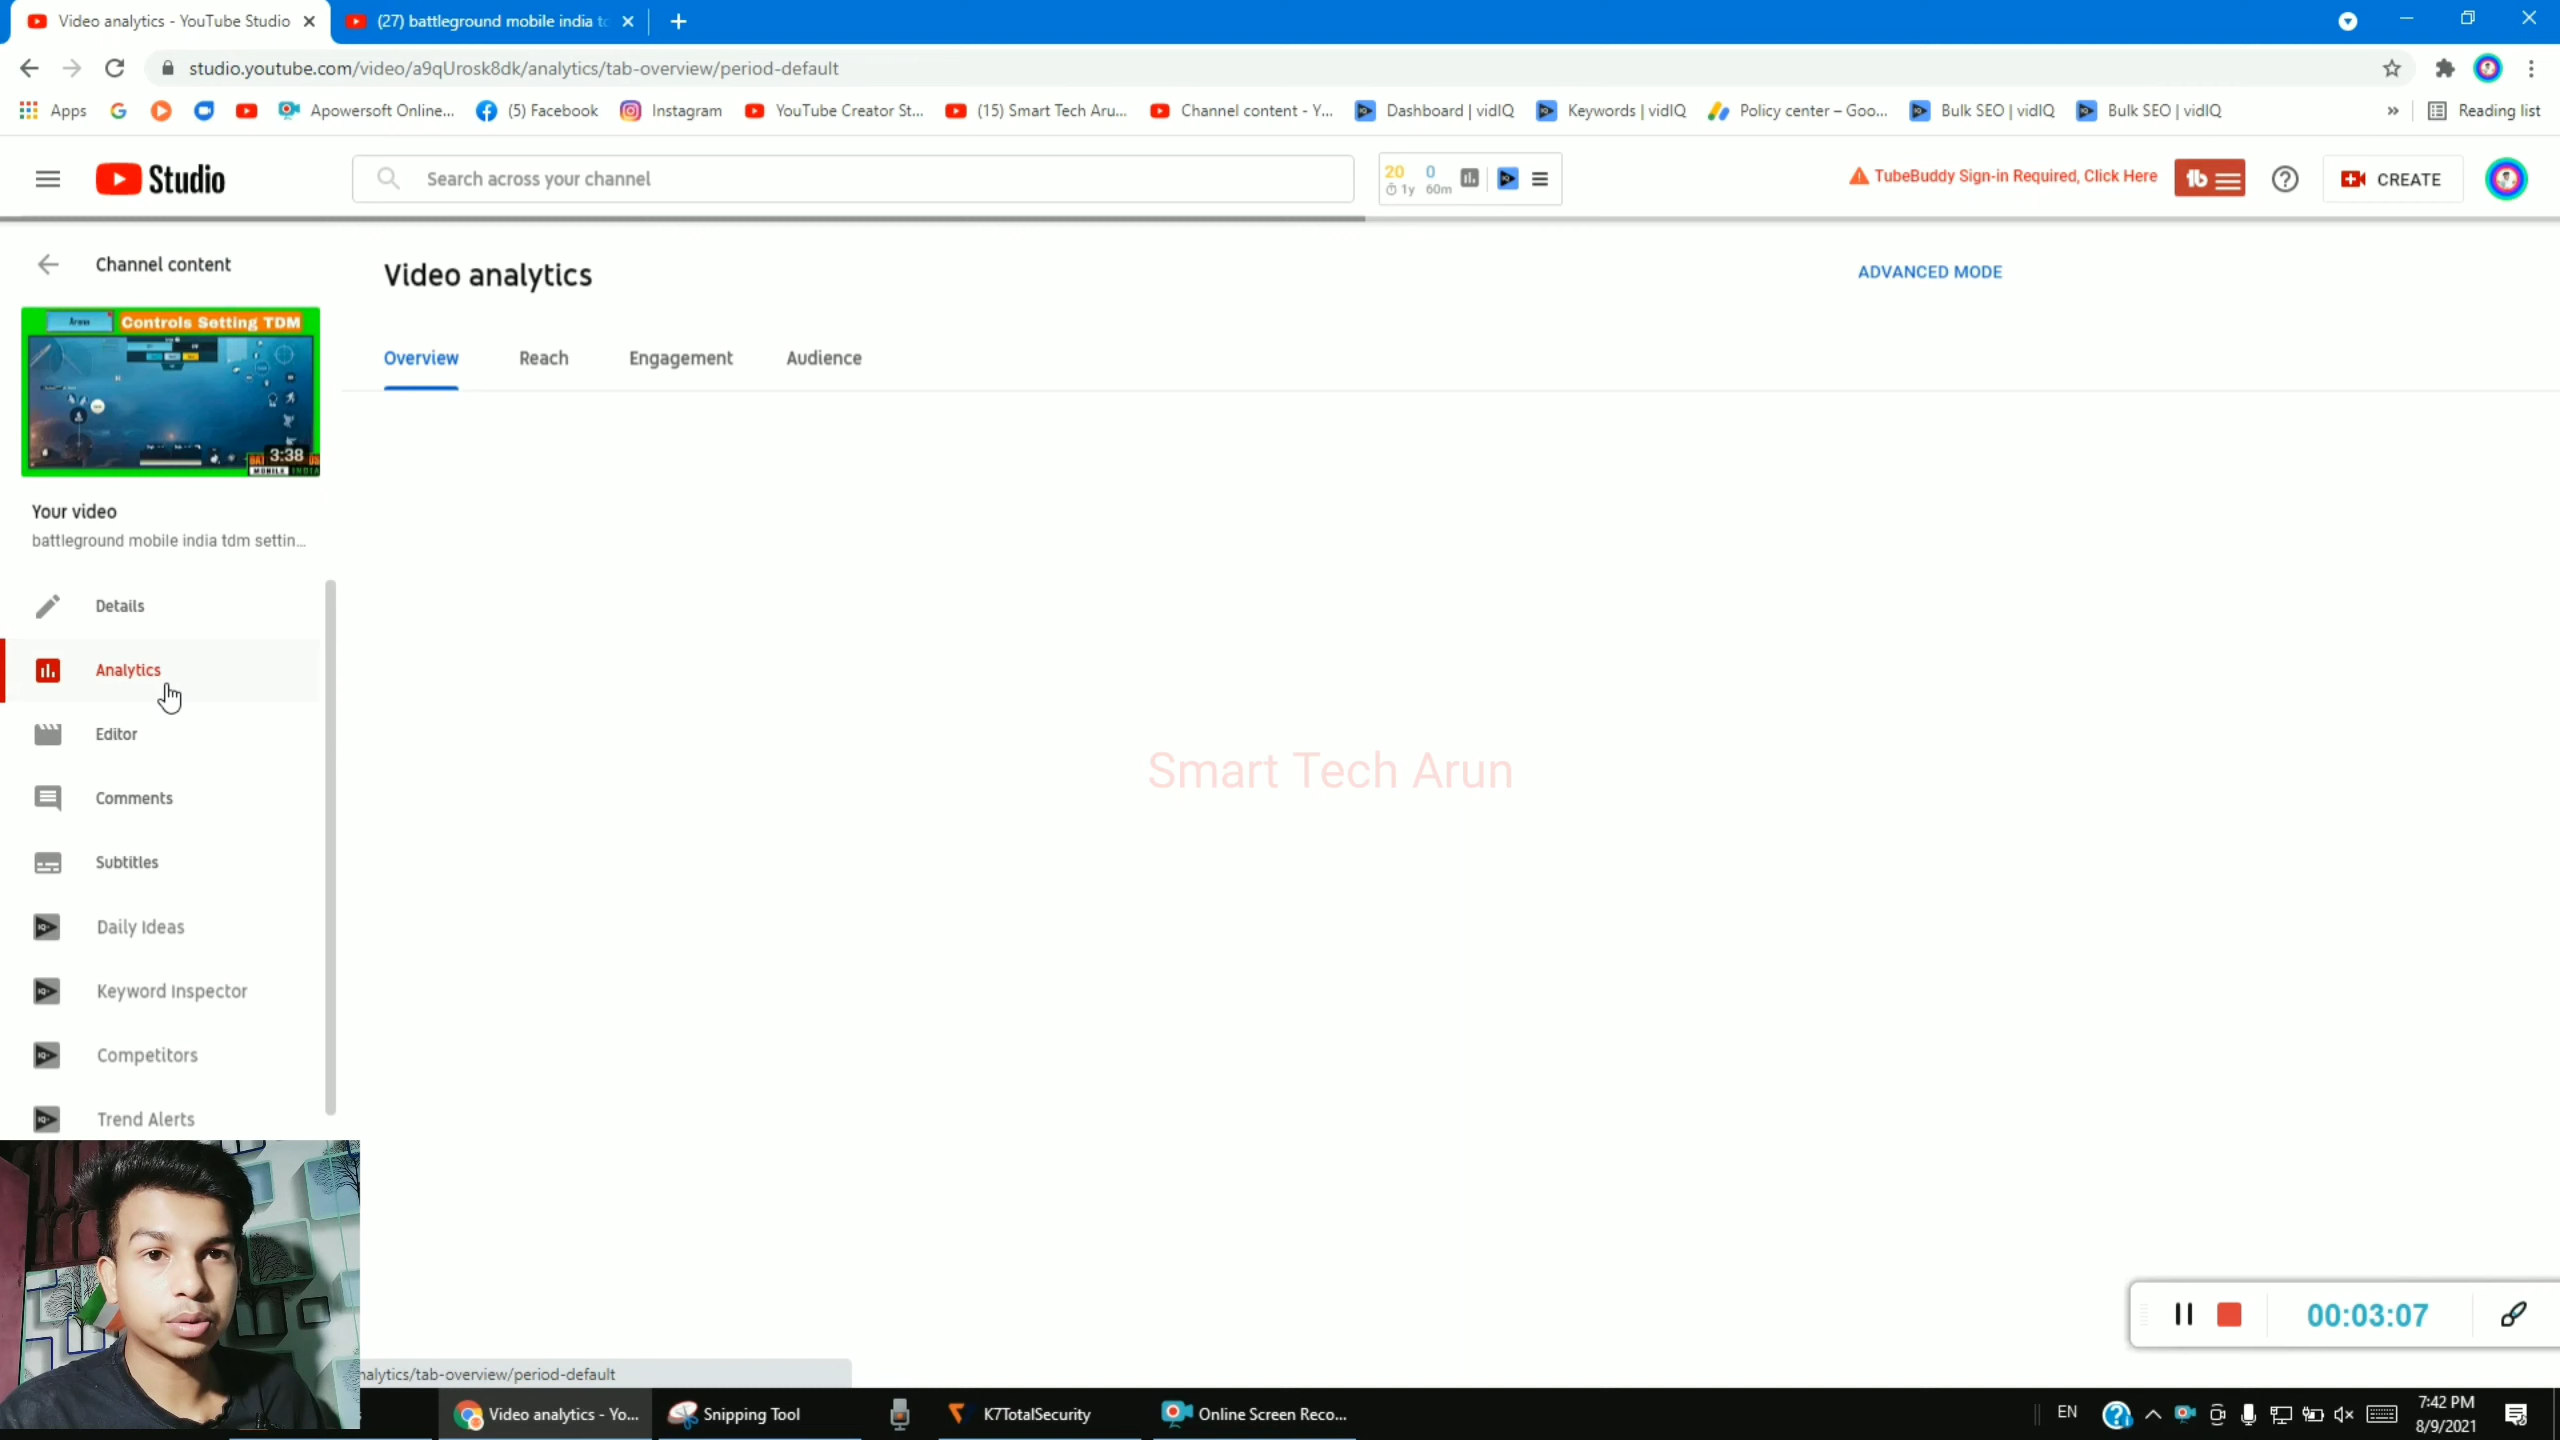 Video analytics - YouTube Studio
(27) battleground mobile india t
studio.youtube.com/video/a9qUrosk8dk/analytics/tab-overview/period-default
Apps
Apowersoft Online...
(5) Facebook
Instagram
YouTube Creator St...
(15) Smart Tech Aru...
Channel content - Y...
Dashboard | vidIQ
Keywords | vidIQ
Policy center – Goo...
Bulk SEO | vidIQ
Bulk SEO | vidIQ
»
Reading list
Studio
Search across your channel
20
1y
0
60m
TubeBuddy Sign-in Required, Click Here
CREATE
Channel content
Video analytics
ADVANCED MODE
Controls Setting TDM
3:38
MOBILE INDIA
Overview
Reach
Engagement
Audience
Your video
battleground mobile india tdm settin...
Details
Analytics
Editor
Comments
Subtitles
Daily Ideas
Keyword Inspector
Competitors
Trend Alerts
Smart Tech Arun
00:03:07
nalytics/tab-overview/period-default
Video analytics - Yo...
Snipping Tool
K7TotalSecurity
Online Screen Reco...
EN
7:42 PM
8/9/2021